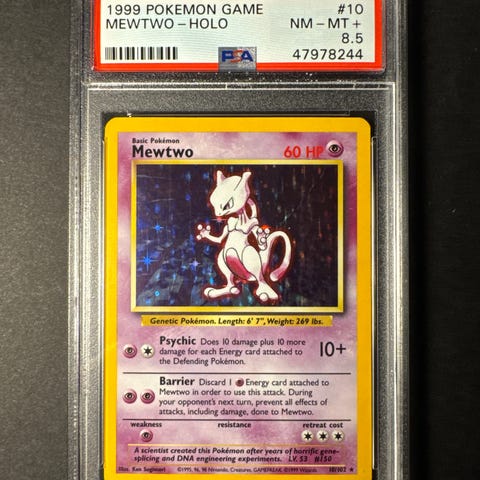 1999 POKEMON GAME #10
MEWTWO-HOLO NM-MT+
8.5
PSA 47978244
Basic Pokémon
Mewtwo 60 HP
Genetic Pokémon. Length: 6' 7", Weight: 269 lbs.
Psychic Does 10 damage plus 10 more
damage for each Energy card attached to
the Defending Pokémon.
10+
Barrier Discard 1 Energy card attached to
Mewtwo in order to use this attack. During
your opponent's next turn, prevent all effects of
attacks, including damage, done to Mewtwo.
weakness resistance retreat cost
A scientist created this Pokémon after years of horrific gene-
splicing and DNA engineering experiments. LV. 53 #150
Illus. Ken Sugimori ©1995, 96, 98 Nintendo, Creatures, GAMEFREAK. ©1999 Wizards. 10/102 ★